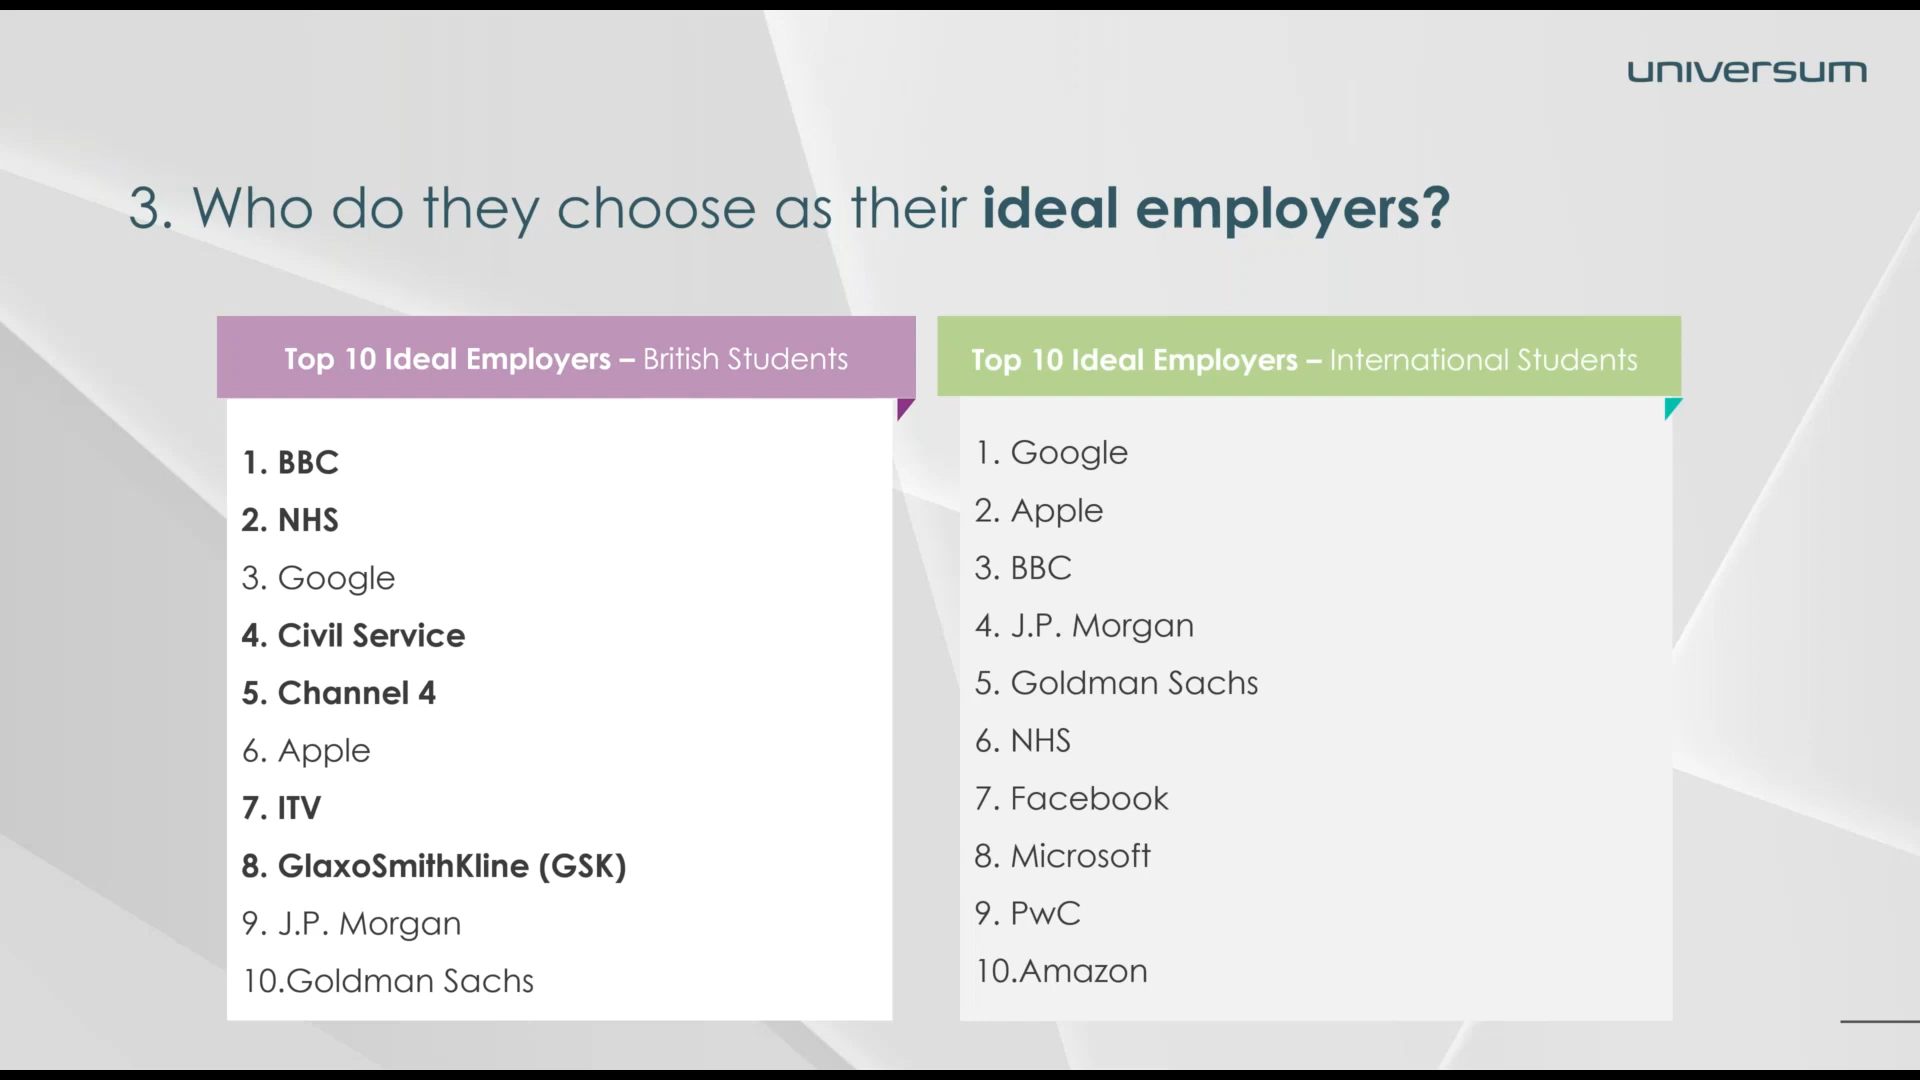 universum
3. Who do they choose as their ideal employers?
Top 10 Ideal Employers – British Students
1. BBC
2. NHS
3. Google
4. Civil Service
5. Channel 4
6. Apple
7. ITV
8. GlaxoSmithKline (GSK)
9. J.P. Morgan
10.Goldman Sachs
Top 10 Ideal Employers – International Students
1. Google
2. Apple
3. BBC
4. J.P. Morgan
5. Goldman Sachs
6. NHS
7. Facebook
8. Microsoft
9. PwC
10.Amazon